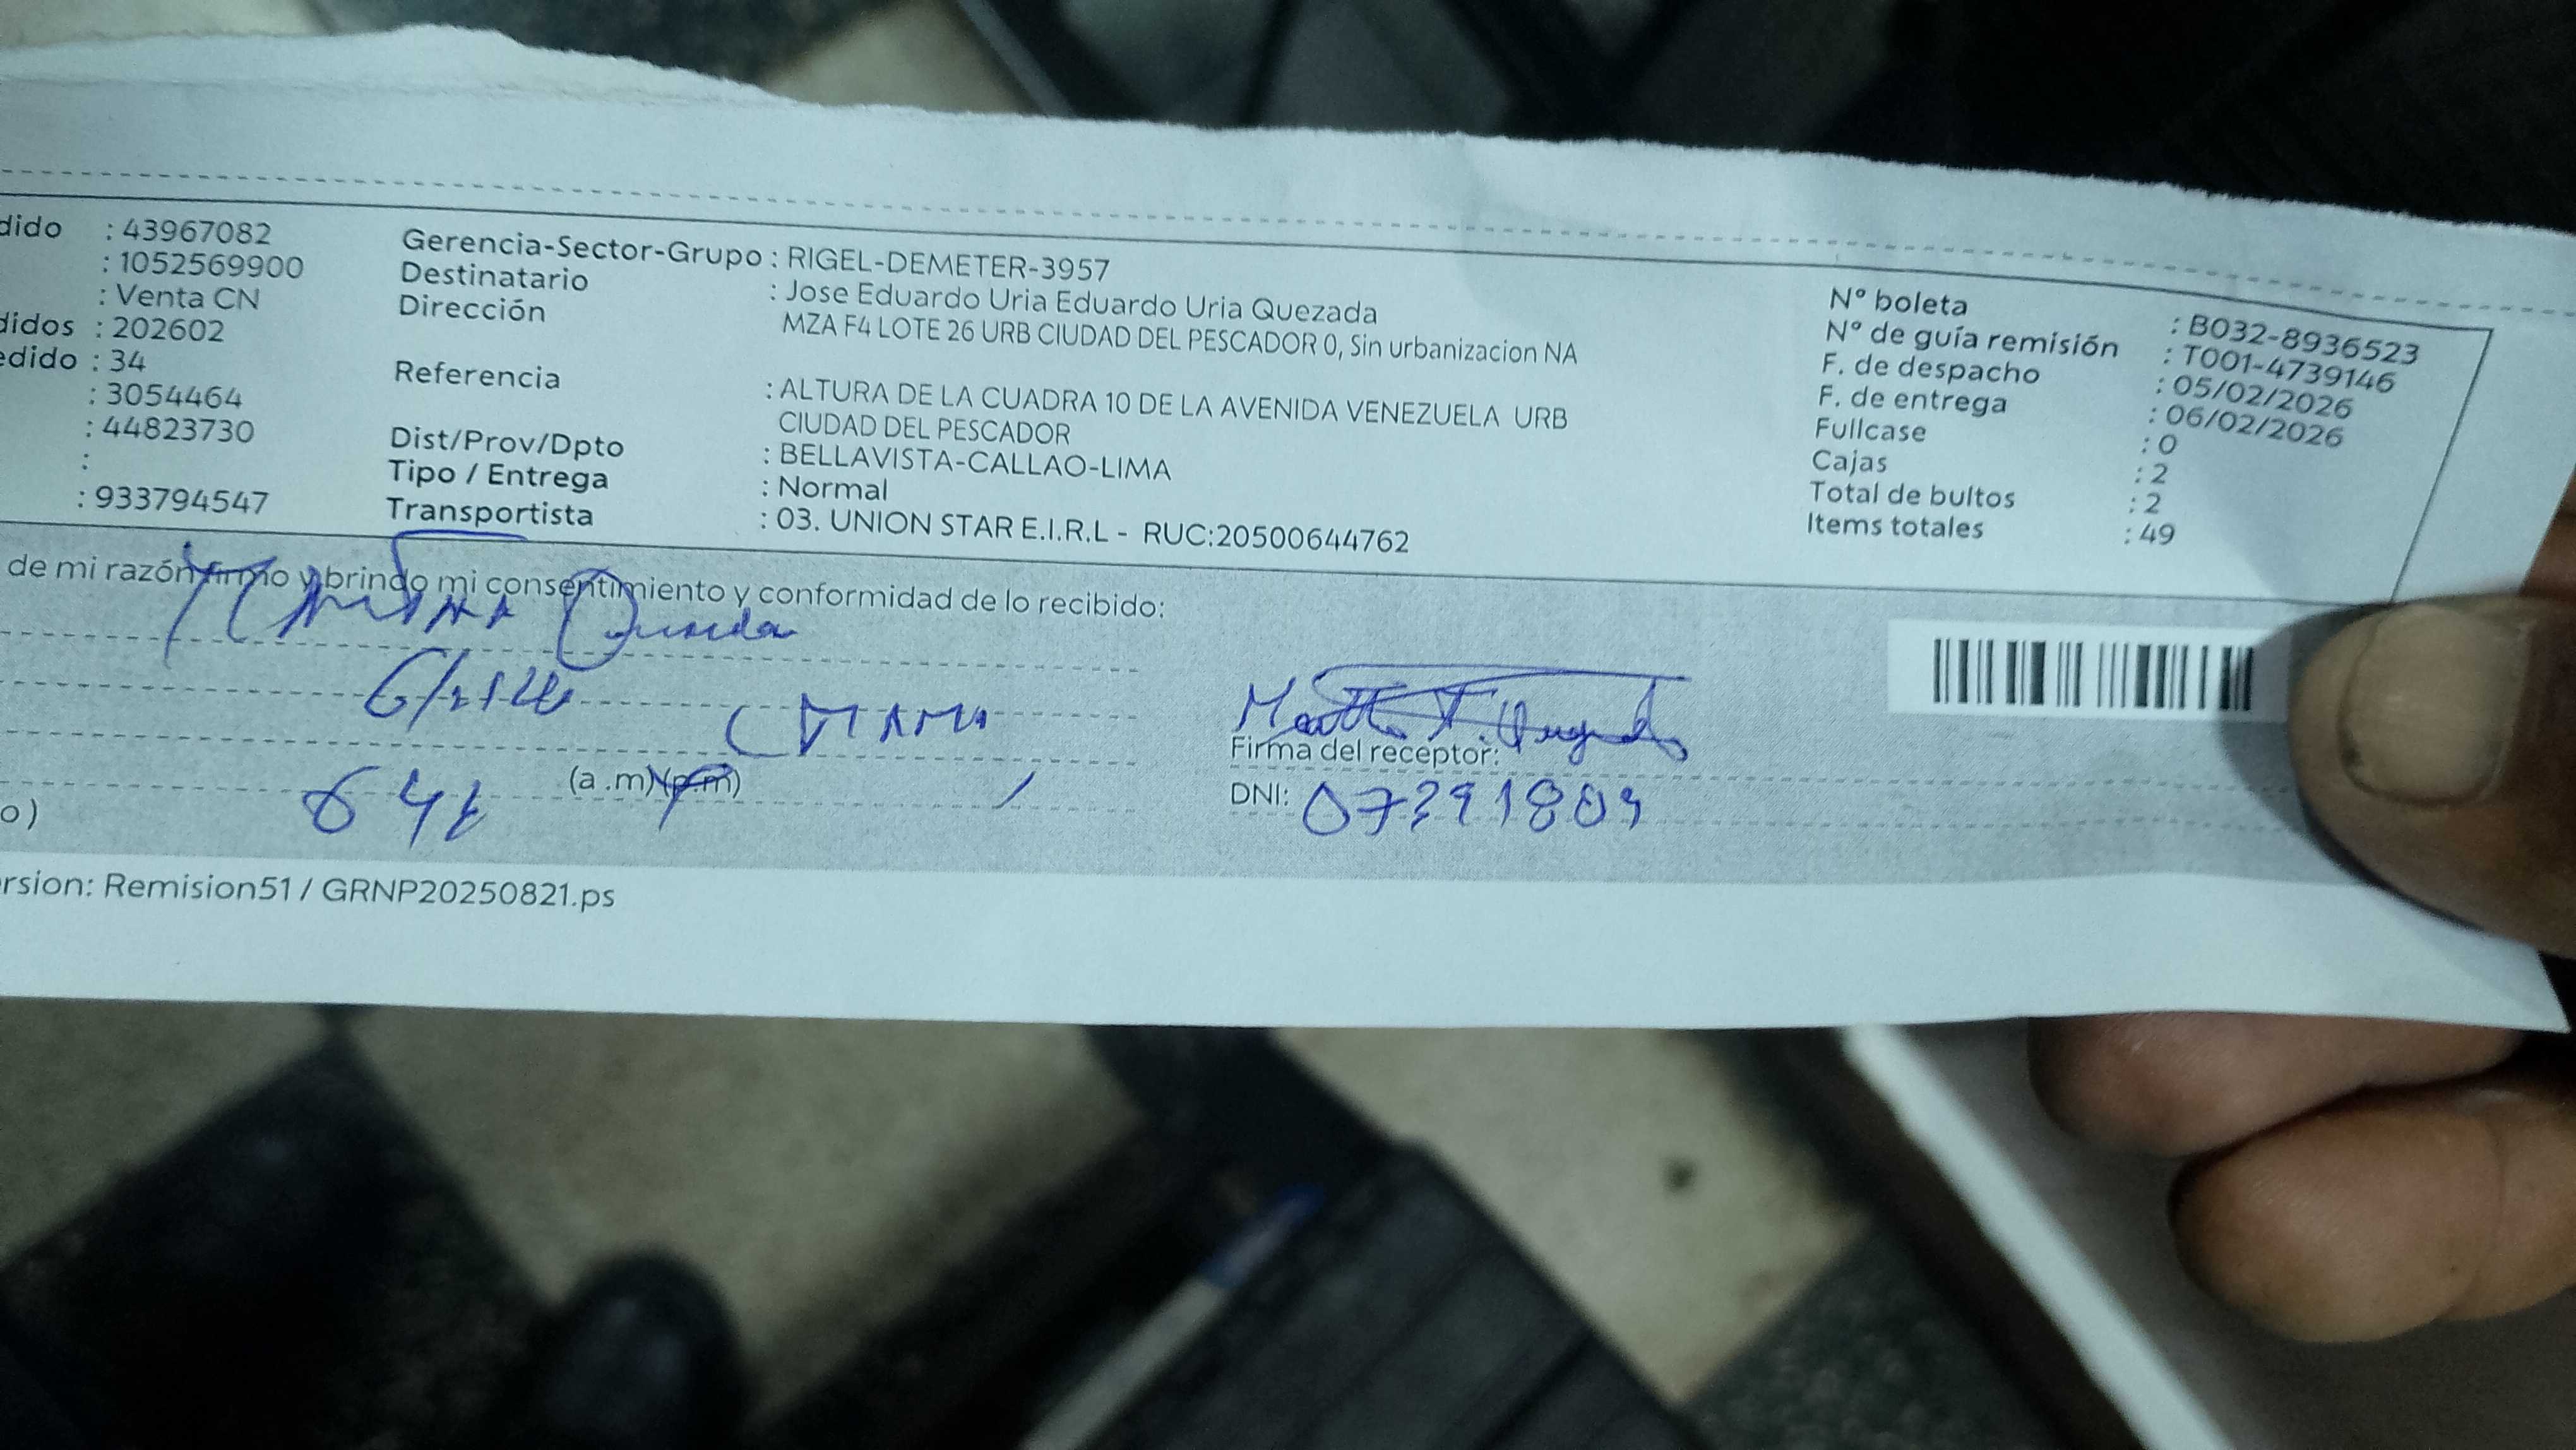 dido : 43967082
: 1052569900
: Venta CN
didos : 202602
edido : 34
: 3054464
: 44823730
:
: 933794547
Gerencia-Sector-Grupo : RIGEL-DEMETER-3957
Destinatario : Jose Eduardo Uria Eduardo Uria Quezada
Dirección MZA F4 LOTE 26 URB CIUDAD DEL PESCADOR 0, Sin urbanizacion NA
Referencia : ALTURA DE LA CUADRA 10 DE LA AVENIDA VENEZUELA URB
CIUDAD DEL PESCADOR
Dist/Prov/Dpto : BELLAVISTA-CALLAO-LIMA
Tipo / Entrega : Normal
Transportista : 03. UNION STAR E.I.R.L - RUC:20500644762
Nº boleta : B032-8936523
Nº de guía remisión : T001-4739146
F. de despacho : 05/02/2026
F. de entrega : 06/02/2026
Fullcase : 0
Cajas : 2
Total de bultos : 2
Items totales : 49
de mi razón firmo y brindo mi consentimiento y conformidad de lo recibido:
(a.m)(p.m)
o)
Firma del receptor:
DNI:
rsion: Remision51 / GRNP20250821.ps